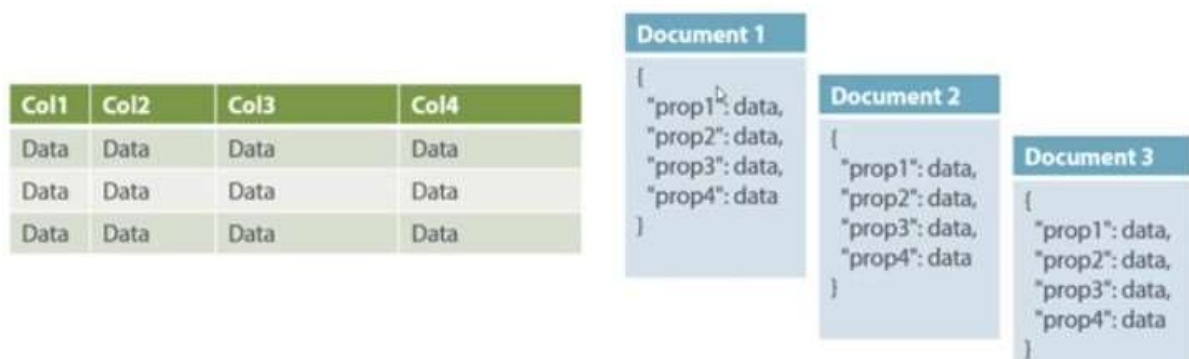 Col1 Col2 Col3 Col4
Data Data Data Data
Data Data Data Data
Data Data Data Data
Document 1
{
"prop1": data,
"prop2": data,
"prop3": data,
"prop4": data
}
Document 2
{
"prop1": data,
"prop2": data,
"prop3": data,
"prop4": data
}
Document 3
{
"prop1": data,
"prop2": data,
"prop3": data,
"prop4": data
}